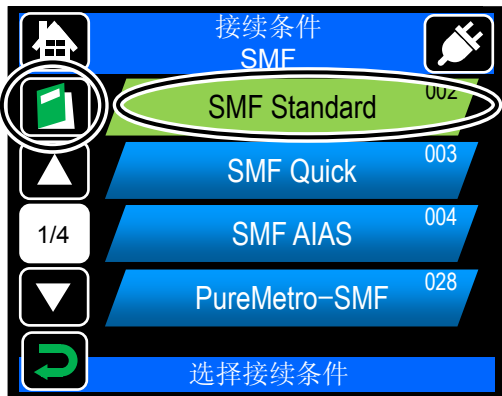 接续条件
SMF
SMF Standard 002
SMF Quick 003
SMF AIAS 004
1/4
PureMetro-SMF 028
选择接续条件